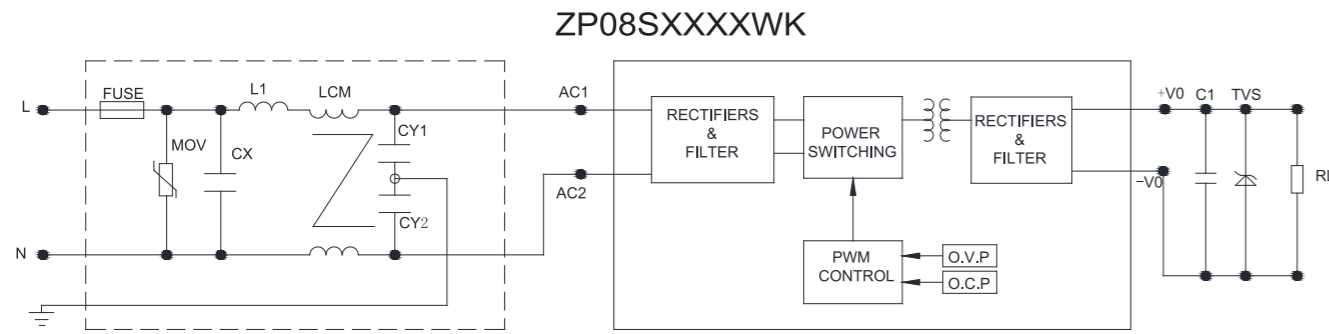 ZP08SXXXXWK
FUSE
L1
LCM
L
AC1
MOV
CX
CY1
CY2
AC2
N
RECTIFIERS
&
FILTER
POWER
SWITCHING
RECTIFIERS
&
FILTER
PWM
CONTROL
O.V.P
O.C.P
+V0
C1
TVS
−V0